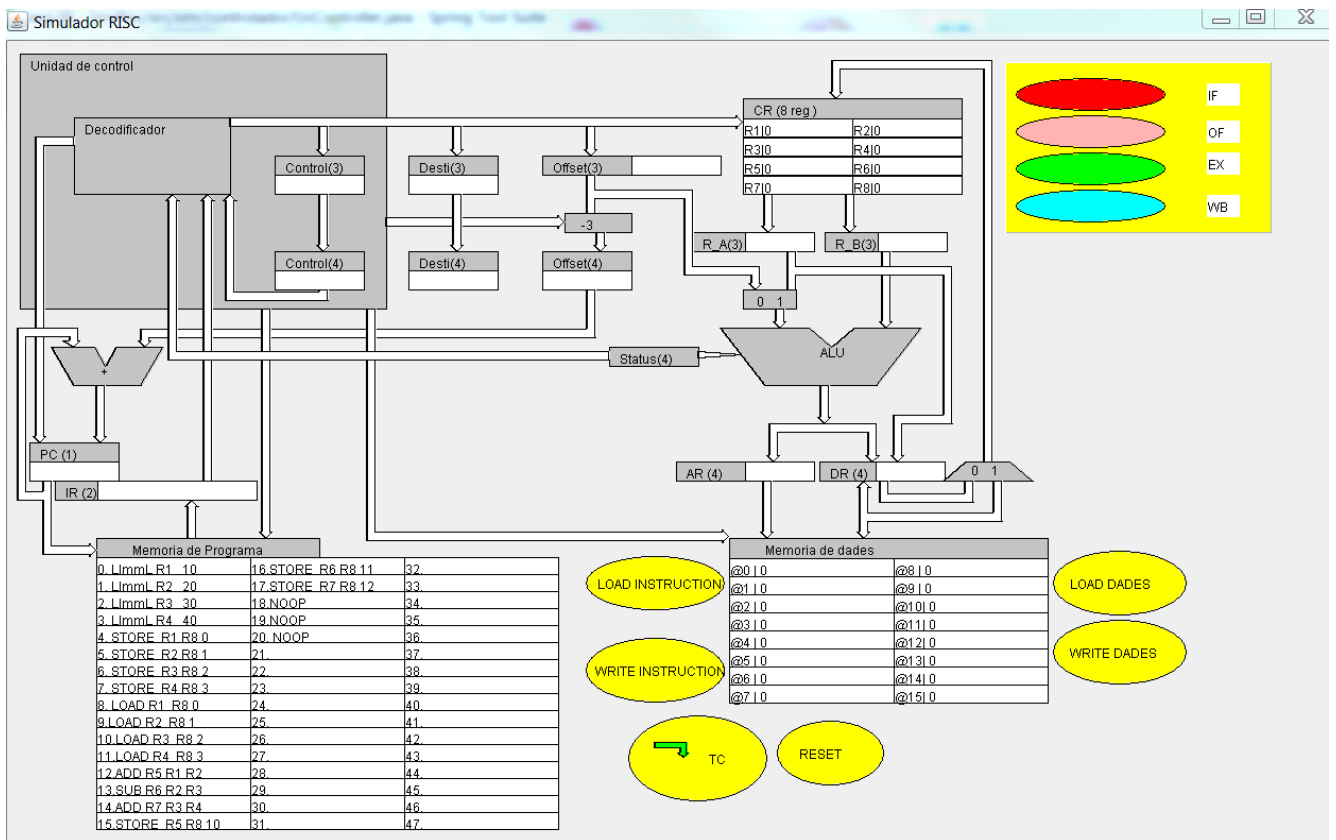 Simulador RISC
Unidad de control
Decodificador
Control(3)
Desti(3)
Offset(3)
CR (8 reg )
R1|0 R2|0
R3|0 R4|0
R5|0 R6|0
R7|0 R8|0
IF
OF
EX
WB
-3
R_A(3)
R_B(3)
Control(4)
Desti(4)
Offset(4)
0 1
+
Status(4)
ALU
PC (1)
IR (2)
AR (4)
DR (4)
0 1
Memoria de Programa
0. LImmL R1 10 16.STORE R6 R8 11 32.
1. LImmL R2 20 17.STORE R7 R8 12 33.
2. LImmL R3 30 18.NOOP 34.
3. LImmL R4 40 19.NOOP 35.
4. STORE R1 R8 0 20. NOOP 36.
5. STORE R2 R8 1 21. 37.
6. STORE R3 R8 2 22. 38.
7. STORE R4 R8 3 23. 39.
8. LOAD R1 R8 0 24. 40.
9.LOAD R2 R8 1 25. 41.
10.LOAD R3 R8 2 26. 42.
11.LOAD R4 R8 3 27. 43.
12.ADD R5 R1 R2 28. 44.
13.SUB R6 R2 R3 29. 45.
14.ADD R7 R3 R4 30. 46.
15.STORE R5 R8 10 31. 47.
LOAD INSTRUCTION
WRITE INSTRUCTION
Memoria de dades
@0 | 0 @8 | 0
@1 | 0 @9 | 0
@2 | 0 @10| 0
@3 | 0 @11| 0
@4 | 0 @12| 0
@5 | 0 @13| 0
@6 | 0 @14| 0
@7 | 0 @15| 0
LOAD DADES
WRITE DADES
TC
RESET